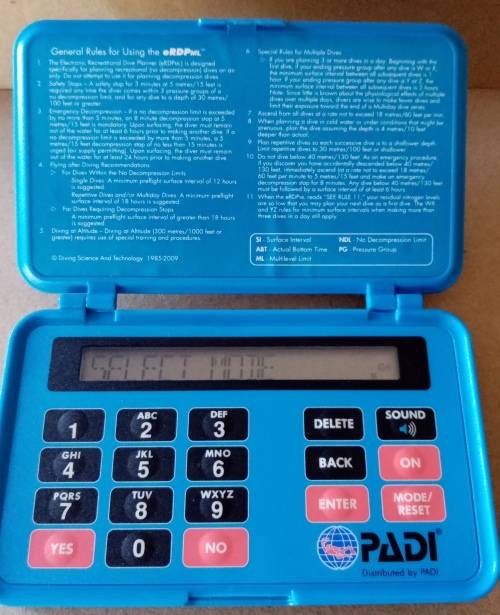 General Rules for Using the eRDPML™
1. The Electronic Recreational Dive Planner (eRDPML) is designed
specifically for planning recreational (no decompression) dives on air
only. Do not attempt to use it for planning decompression dives.
2. Safety Stops - A safety stop for 3 minutes at 5 metres/15 feet is
required any time the diver comes within 3 pressure groups of a
no decompression limit, and for any dive to a depth of 30 metres/
100 feet or greater.
3. Emergency Decompression - If a no decompression limit is exceeded
by no more than 5 minutes, an 8 minute decompression stop at 5
metres/15 feet is mandatory. Upon surfacing, the diver must remain
out of the water for at least 6 hours prior to making another dive. If a
no decompression limit is exceeded by more than 5 minutes, a 5
metre/15 feet decompression stop of no less than 15 minutes is
urged (air supply permitting). Upon surfacing, the diver must remain
out of the water for at least 24 hours prior to making another dive.
4. Flying after Diving Recommendations
For Dives Within the No Decompression Limits
Single Dives: A minimum preflight surface interval of 12 hours
is suggested.
Repetitive Dives and/or Multiday Dives: A minimum preflight surface
interval of 18 hours is suggested.
For Dives Requiring Decompression Stops
A minimum preflight surface interval of greater than 18 hours
is suggested.
5. Diving at Altitude - Diving at Altitude (300 metres/1000 feet or
greater) requires use of special training and procedures.
© Diving Science And Technology 1985-2009
6. Special Rules for Multiple Dives
If you are planning 3 or more dives in a day: Beginning with the
first dive, if your ending pressure group after any dive is W or X,
the minimum surface interval between all subsequent dives is 1
hour. If your ending pressure group after any dive is Y or Z, the
minimum surface interval between all subsequent dives is 3 hours.
Note: Since little is known about the physiological effects of multiple
dives over multiple days, divers are wise to make fewer dives and
limit their exposure toward the end of a multiday dive series.
7. Ascend from all dives at a rate not to exceed 18 metres/60 feet per min.
8. When planning a dive in cold water or under conditions that might be
strenuous, plan the dive assuming the depth is 4 metres/10 feet
deeper than actual.
9. Plan repetitive dives so each successive dive is to a shallower depth.
Limit repetitive dives to 30 metres/100 feet or shallower.
10. Do not dive below 40 metres/130 feet. As an emergency procedure,
if you discover you have accidentally descended below 40 metres/
130 feet, immediately ascend (at a rate not to exceed 18 metres/
60 feet per minute) to 5 metres/15 feet and make an emergency
decompression stop for 8 minutes. Any dive below 40 metres/130 feet
must be followed by a surface interval of at least 6 hours.
11. When the eRDPML reads "SEE RULE 11," your residual nitrogen levels
are so low that you may plan your next dive as a first dive. The WX
and YZ rules for minimum surface intervals when making more than
three dives in a day still apply.
SI - Surface Interval
NDL - No Decompression Limit
ABT - Actual Bottom Time
PG - Pressure Group
ML - Multilevel Limit
SELECT MODE
1
ABC
2
DEF
3
GHI
4
JKL
5
MNO
6
PQRS
7
TUV
8
WXYZ
9
YES
0
NO
DELETE
SOUND
BACK
ON
ENTER
MODE/
RESET
PADI®
Distributed by PADI